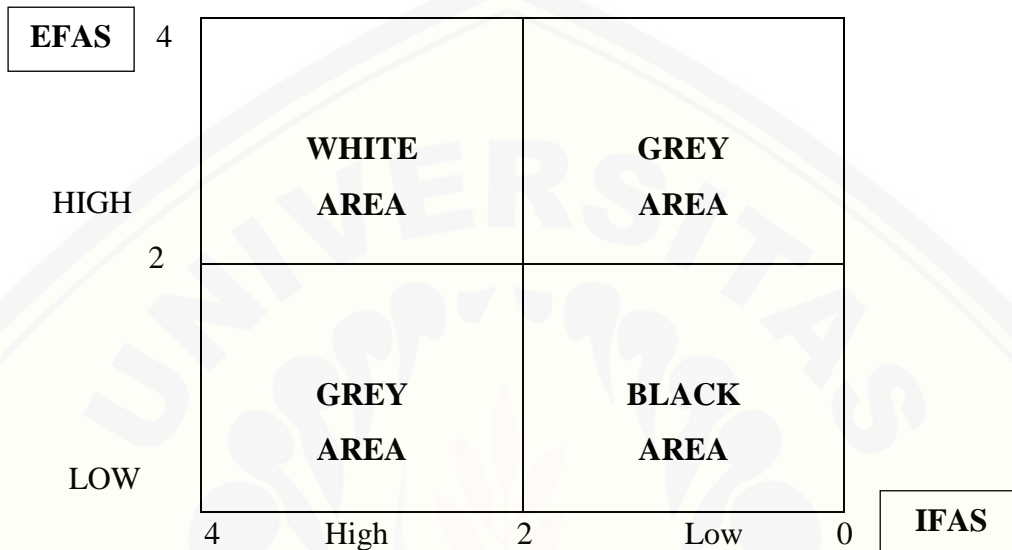 EFAS 4
WHITE GREY
HIGH AREA AREA
2
GREY BLACK
AREA AREA
LOW
4 High 2 Low 0 IFAS
UNIVERSITAS